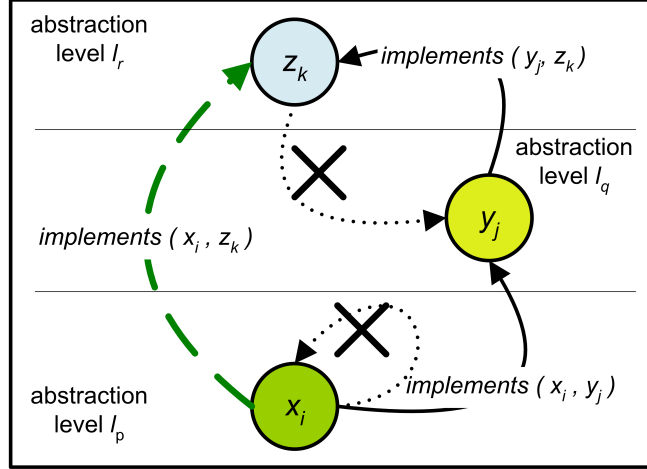 abstraction
level l_r
z_k
implements ( y_j, z_k )
abstraction
level l_q
y_j
implements ( x_i , z_k )
x_i
implements ( x_i , y_j )
abstraction
level l_p